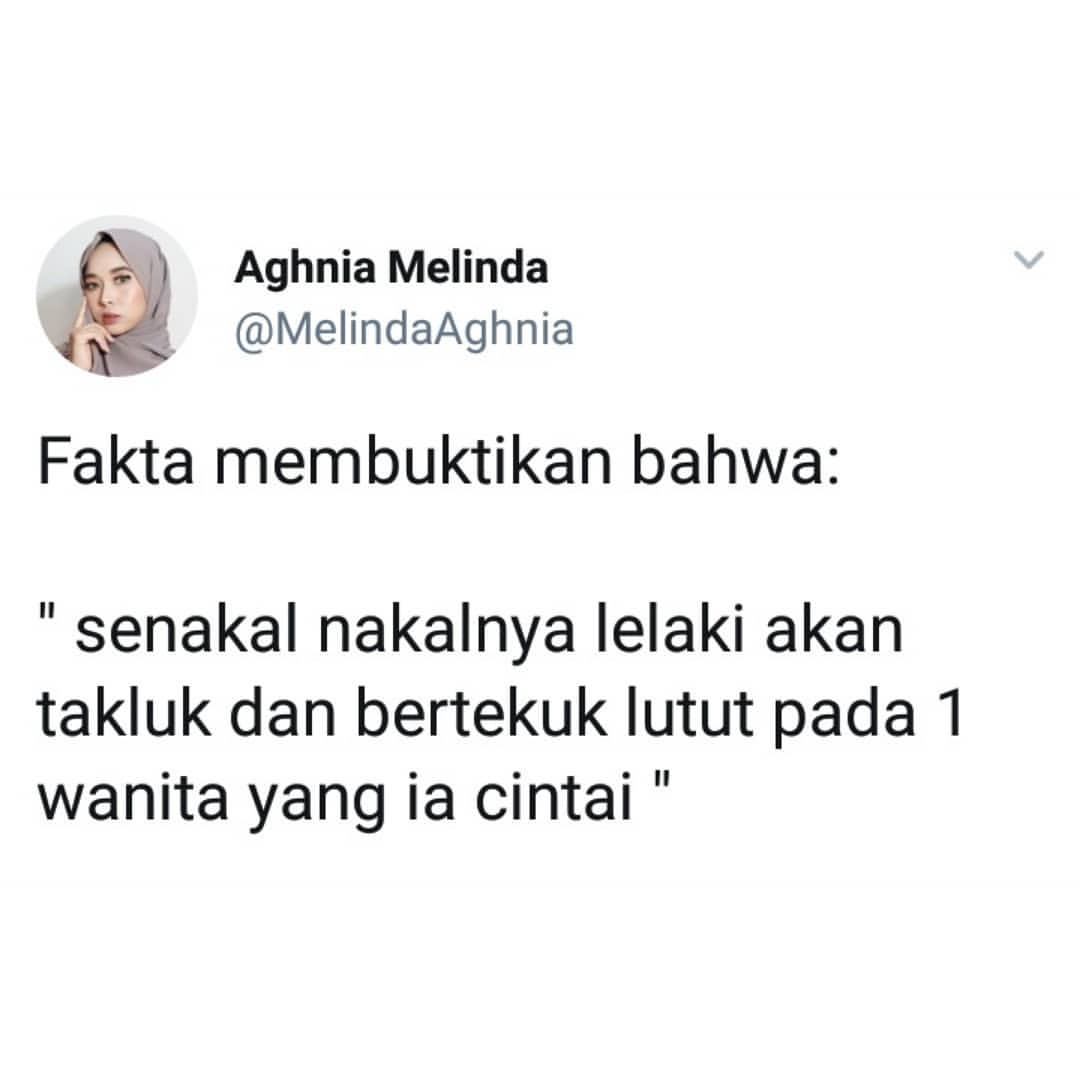 Aghnia Melinda
@MelindaAghnia
Fakta membuktikan bahwa:
" senakal nakalnya lelaki akan
takluk dan bertekuk lutut pada 1
wanita yang ia cintai "